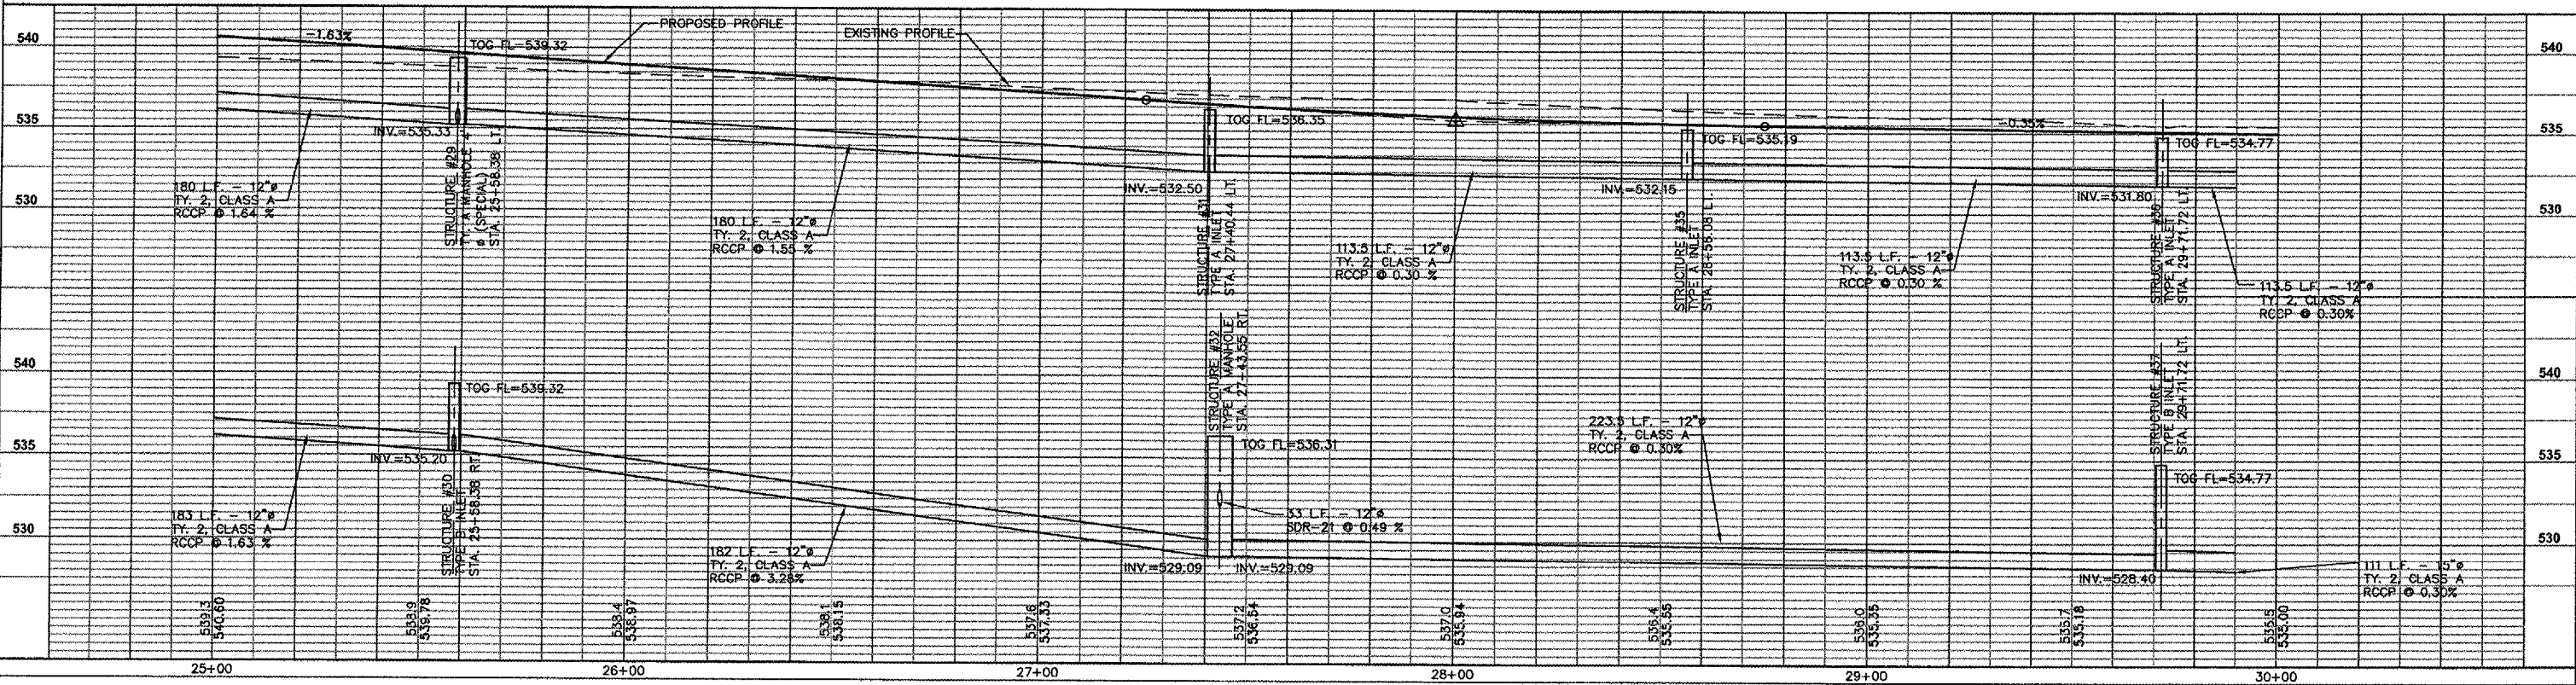 PROPOSED PROFILE
EXISTING PROFILE
540
-1.63%
TOG FL=539.32
540
535
INV.=535.33
TOG FL=536.35
TOG FL=535.19
-0.35%
TOG FL=534.77
535
180 L.F. - 12"ø
TY. 2, CLASS A
RCCP @ 1.64 %
STRUCTURE #29
TY. A MANHOLE 4'
ø (SPECIAL)
STA. 25+58.38 LT.
180 L.F. - 12"ø
TY. 2, CLASS A
RCCP @ 1.55 %
INV.=532.50
STRUCTURE #31
TYPE A INLET
STA. 27+40.44 LT.
113.5 L.F. - 12"ø
TY. 2, CLASS A
RCCP @ 0.30 %
INV.=532.15
STRUCTURE #35
TYPE A INLET
STA. 28+56.08 LT.
113.5 L.F. - 12"ø
TY. 2, CLASS A
RCCP @ 0.30 %
INV.=531.80
STRUCTURE #36
TYPE A INLET
STA. 29+71.72 LT.
113.5 L.F. - 12"ø
TY. 2, CLASS A
RCCP @ 0.30%
530
530
540
TOG FL=539.32
540
535
INV.=535.20
STRUCTURE #30
TYPE B INLET
STA. 25+58.38 RT.
183 L.F. - 12"ø
TY. 2, CLASS A
RCCP @ 1.63 %
182 L.F. - 12"ø
TY. 2, CLASS A
RCCP @ 3.28%
STRUCTURE #32
TYPE A MANHOLE
STA. 27+43.55 RT.
TOG FL=536.31
33 L.F. - 12"ø
SDR-21 @ 0.49 %
INV.=529.09
INV.=529.09
223.5 L.F. - 12"ø
TY. 2, CLASS A
RCCP @ 0.30%
STRUCTURE #37
TYPE B INLET
STA. 29+71.72 LT.
TOG FL=534.77
535
INV.=528.40
111 L.F. - 15"ø
TY. 2, CLASS A
RCCP @ 0.30%
530
530
539.3
540.60
538.9
539.78
538.4
538.97
538.1
538.15
537.6
537.33
537.2
536.54
537.0
535.94
536.4
535.55
536.0
535.35
535.7
535.18
535.5
535.00
25+00
26+00
27+00
28+00
29+00
30+00